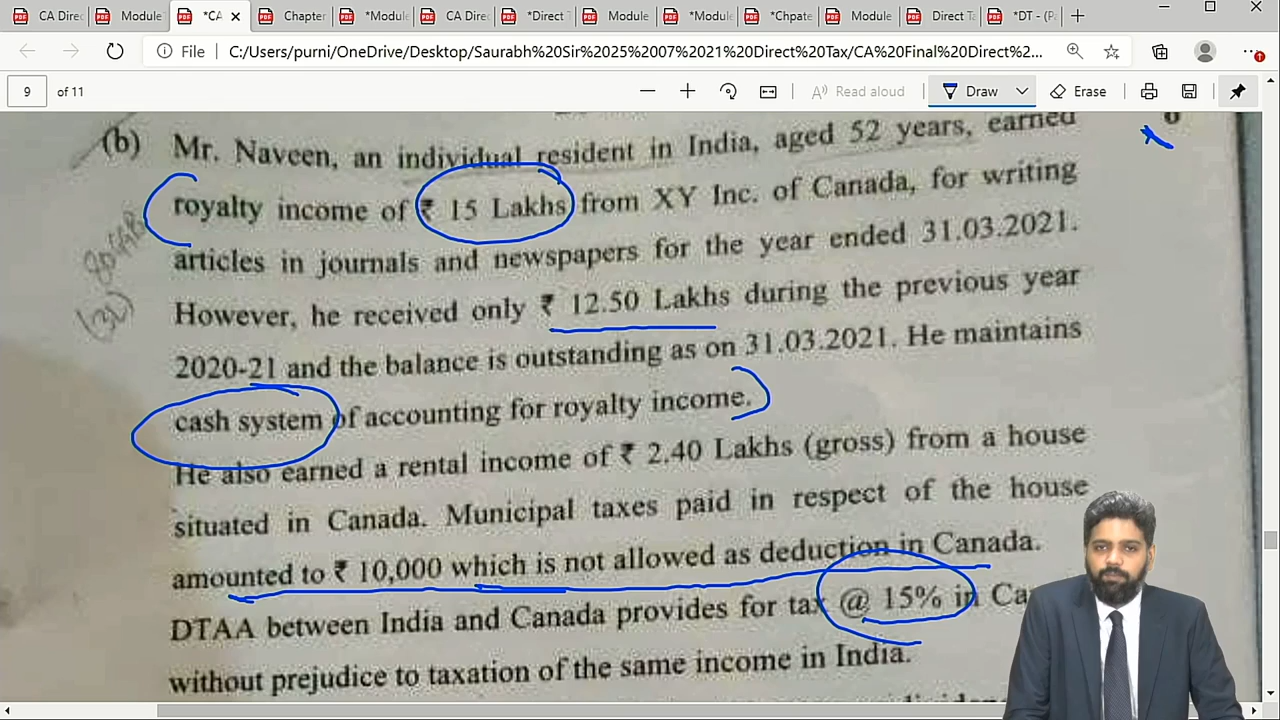 CA Direc
Module
*CA
Chapter
*Modul
CA Dire
*Direct T
Module
*Module
*Chpate
Module
Direct Ta
*DT - (Pa
File
C:/Users/purni/OneDrive/Desktop/Saurabh%20Sir%2025%2007%2021%20Direct%20Tax/CA%20Final%20Direct%2...
9 of 11
Read aloud
Draw
Erase
(b) Mr. Naveen, an individual resident in India, aged 52 years, earned
royalty income of ₹ 15 Lakhs from XY Inc. of Canada, for writing
articles in journals and newspapers for the year ended 31.03.2021.
However, he received only ₹ 12.50 Lakhs during the previous year
2020-21 and the balance is outstanding as on 31.03.2021. He maintains
cash system of accounting for royalty income.
He also earned a rental income of ₹ 2.40 Lakhs (gross) from a house
situated in Canada. Municipal taxes paid in respect of the house
amounted to ₹ 10,000 which is not allowed as deduction in Canada.
DTAA between India and Canada provides for tax @ 15% in Ca
without prejudice to taxation of the same income in India.